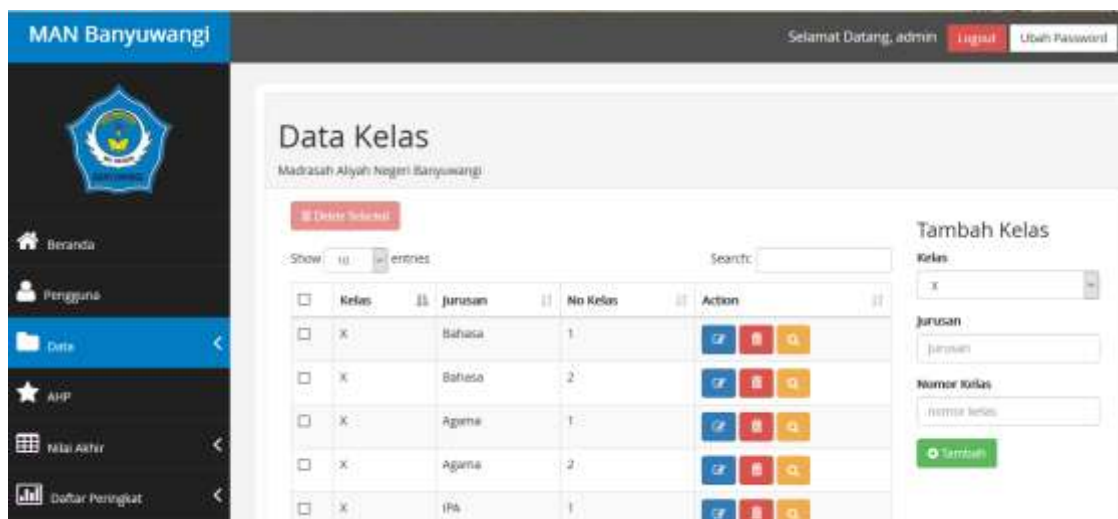 MAN Banyuwangi
Selamat Datang, admin Logout Ubah Password
Data Kelas
Madrasah Aliyah Negeri Banyuwangi
Delete Selected
Show 10 entries
Search:
Kelas Jurusan No Kelas Action
X Bahasa 1
X Bahasa 2
X Agama 1
X Agama 2
X IPA 1
Beranda
Pengguna
Data
AHP
Nilai Akhir
Daftar Peringkat
Tambah Kelas
Kelas
X
Jurusan
jurusan
Nomor Kelas
nomor kelas
Tambah